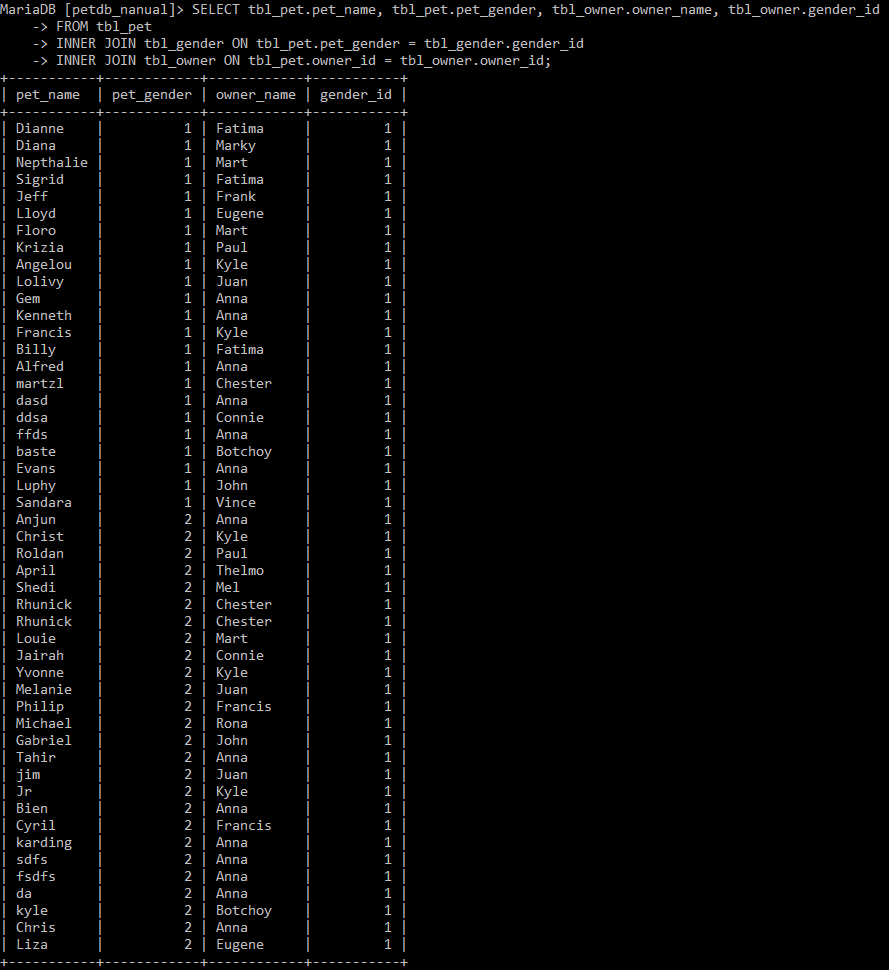 MariaDB [petdb_nanual]> SELECT tbl_pet.pet_name, tbl_pet.pet_gender, tbl_owner.owner_name, tbl_owner.gender_id
    -> FROM tbl_pet
    -> INNER JOIN tbl_gender ON tbl_pet.pet_gender = tbl_gender.gender_id
    -> INNER JOIN tbl_owner ON tbl_pet.owner_id = tbl_owner.owner_id;
+-----------+------------+------------+-----------+
| pet_name  | pet_gender | owner_name | gender_id |
+-----------+------------+------------+-----------+
| Dianne    |          1 | Fatima     |         1 |
| Diana     |          1 | Marky      |         1 |
| Nepthalie |          1 | Mart       |         1 |
| Sigrid    |          1 | Fatima     |         1 |
| Jeff      |          1 | Frank      |         1 |
| Lloyd     |          1 | Eugene     |         1 |
| Floro     |          1 | Mart       |         1 |
| Krizia    |          1 | Paul       |         1 |
| Angelou   |          1 | Kyle       |         1 |
| Lolivy    |          1 | Juan       |         1 |
| Gem       |          1 | Anna       |         1 |
| Kenneth   |          1 | Anna       |         1 |
| Francis   |          1 | Kyle       |         1 |
| Billy     |          1 | Fatima     |         1 |
| Alfred    |          1 | Anna       |         1 |
| martzl    |          1 | Chester    |         1 |
| dasd      |          1 | Anna       |         1 |
| ddsa      |          1 | Connie     |         1 |
| ffds      |          1 | Anna       |         1 |
| baste     |          1 | Botchoy    |         1 |
| Evans     |          1 | Anna       |         1 |
| Luphy     |          1 | John       |         1 |
| Sandara   |          1 | Vince      |         1 |
| Anjun     |          2 | Anna       |         1 |
| Christ    |          2 | Kyle       |         1 |
| Roldan    |          2 | Paul       |         1 |
| April     |          2 | Thelmo     |         1 |
| Shedi     |          2 | Mel        |         1 |
| Rhunick   |          2 | Chester    |         1 |
| Rhunick   |          2 | Chester    |         1 |
| Louie     |          2 | Mart       |         1 |
| Jairah    |          2 | Connie     |         1 |
| Yvonne    |          2 | Kyle       |         1 |
| Melanie   |          2 | Juan       |         1 |
| Philip    |          2 | Francis    |         1 |
| Michael   |          2 | Rona       |         1 |
| Gabriel   |          2 | John       |         1 |
| Tahir     |          2 | Anna       |         1 |
| jim       |          2 | Juan       |         1 |
| Jr        |          2 | Kyle       |         1 |
| Bien      |          2 | Anna       |         1 |
| Cyril     |          2 | Francis    |         1 |
| karding   |          2 | Anna       |         1 |
| sdfs      |          2 | Anna       |         1 |
| fsdfs     |          2 | Anna       |         1 |
| da        |          2 | Anna       |         1 |
| kyle      |          2 | Botchoy    |         1 |
| Chris     |          2 | Anna       |         1 |
| Liza      |          2 | Eugene     |         1 |
+-----------+------------+------------+-----------+